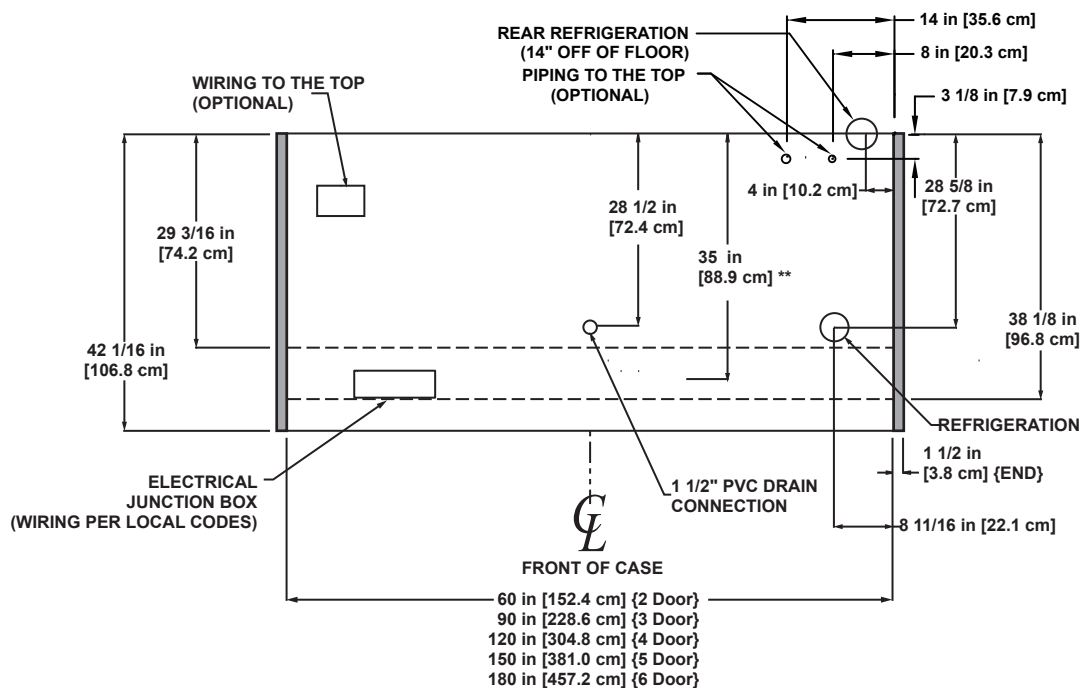 14 in [35.6 cm]
REAR REFRIGERATION
(14" OFF OF FLOOR)
8 in [20.3 cm]
PIPING TO THE TOP
(OPTIONAL)
WIRING TO THE TOP
(OPTIONAL)
3 1/8 in [7.9 cm]
4 in [10.2 cm]
28 5/8 in
[72.7 cm]
28 1/2 in
[72.4 cm]
29 3/16 in
[74.2 cm]
35 in
[88.9 cm] **
38 1/8 in
[96.8 cm]
42 1/16 in
[106.8 cm]
REFRIGERATION
1 1/2 in
[3.8 cm] {END}
ELECTRICAL
JUNCTION BOX
(WIRING PER LOCAL CODES)
1 1/2" PVC DRAIN
CONNECTION
8 11/16 in [22.1 cm]
CL
FRONT OF CASE
60 in [152.4 cm] {2 Door}
90 in [228.6 cm] {3 Door}
120 in [304.8 cm] {4 Door}
150 in [381.0 cm] {5 Door}
180 in [457.2 cm] {6 Door}